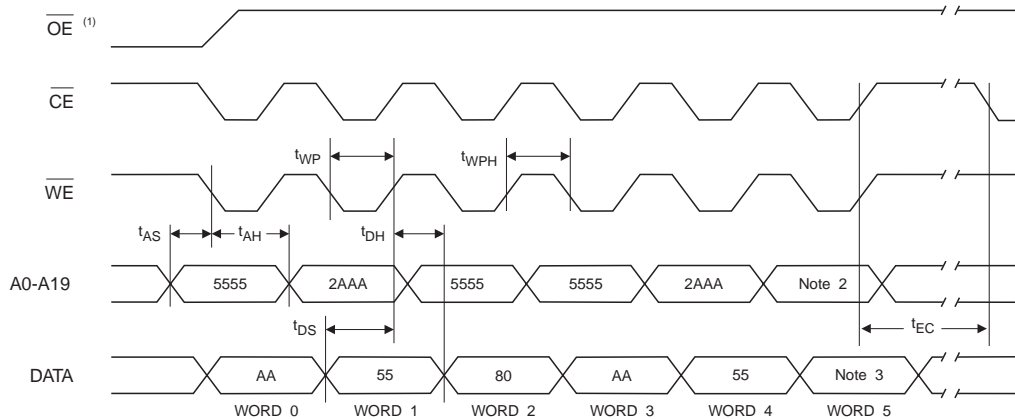 OE (1)
CE
tWP
tWPH
WE
tAS
tAH
tDH
A0-A19
5555
2AAA
5555
5555
2AAA
Note 2
tDS
tEC
DATA
AA
55
80
AA
55
Note 3
WORD 0
WORD 1
WORD 2
WORD 3
WORD 4
WORD 5